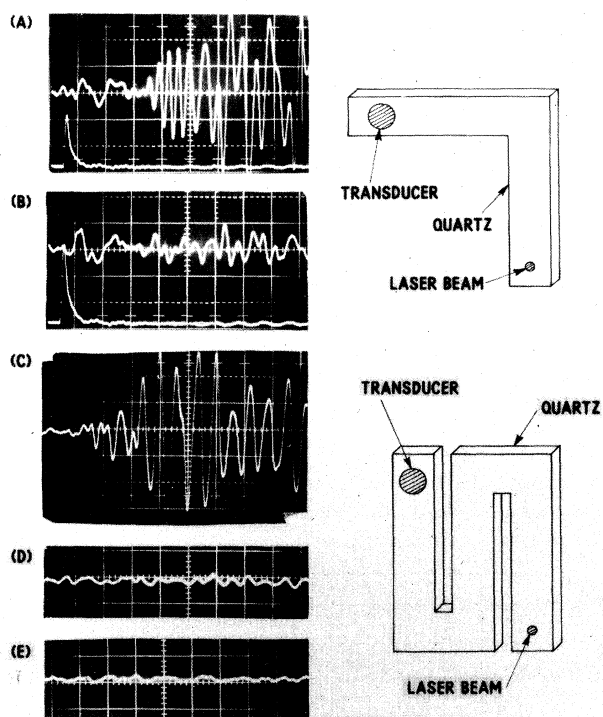 (A)
TRANSDUCER
QUARTZ
LASER BEAM
(B)
(C)
TRANSDUCER
QUARTZ
(D)
(E)
LASER BEAM